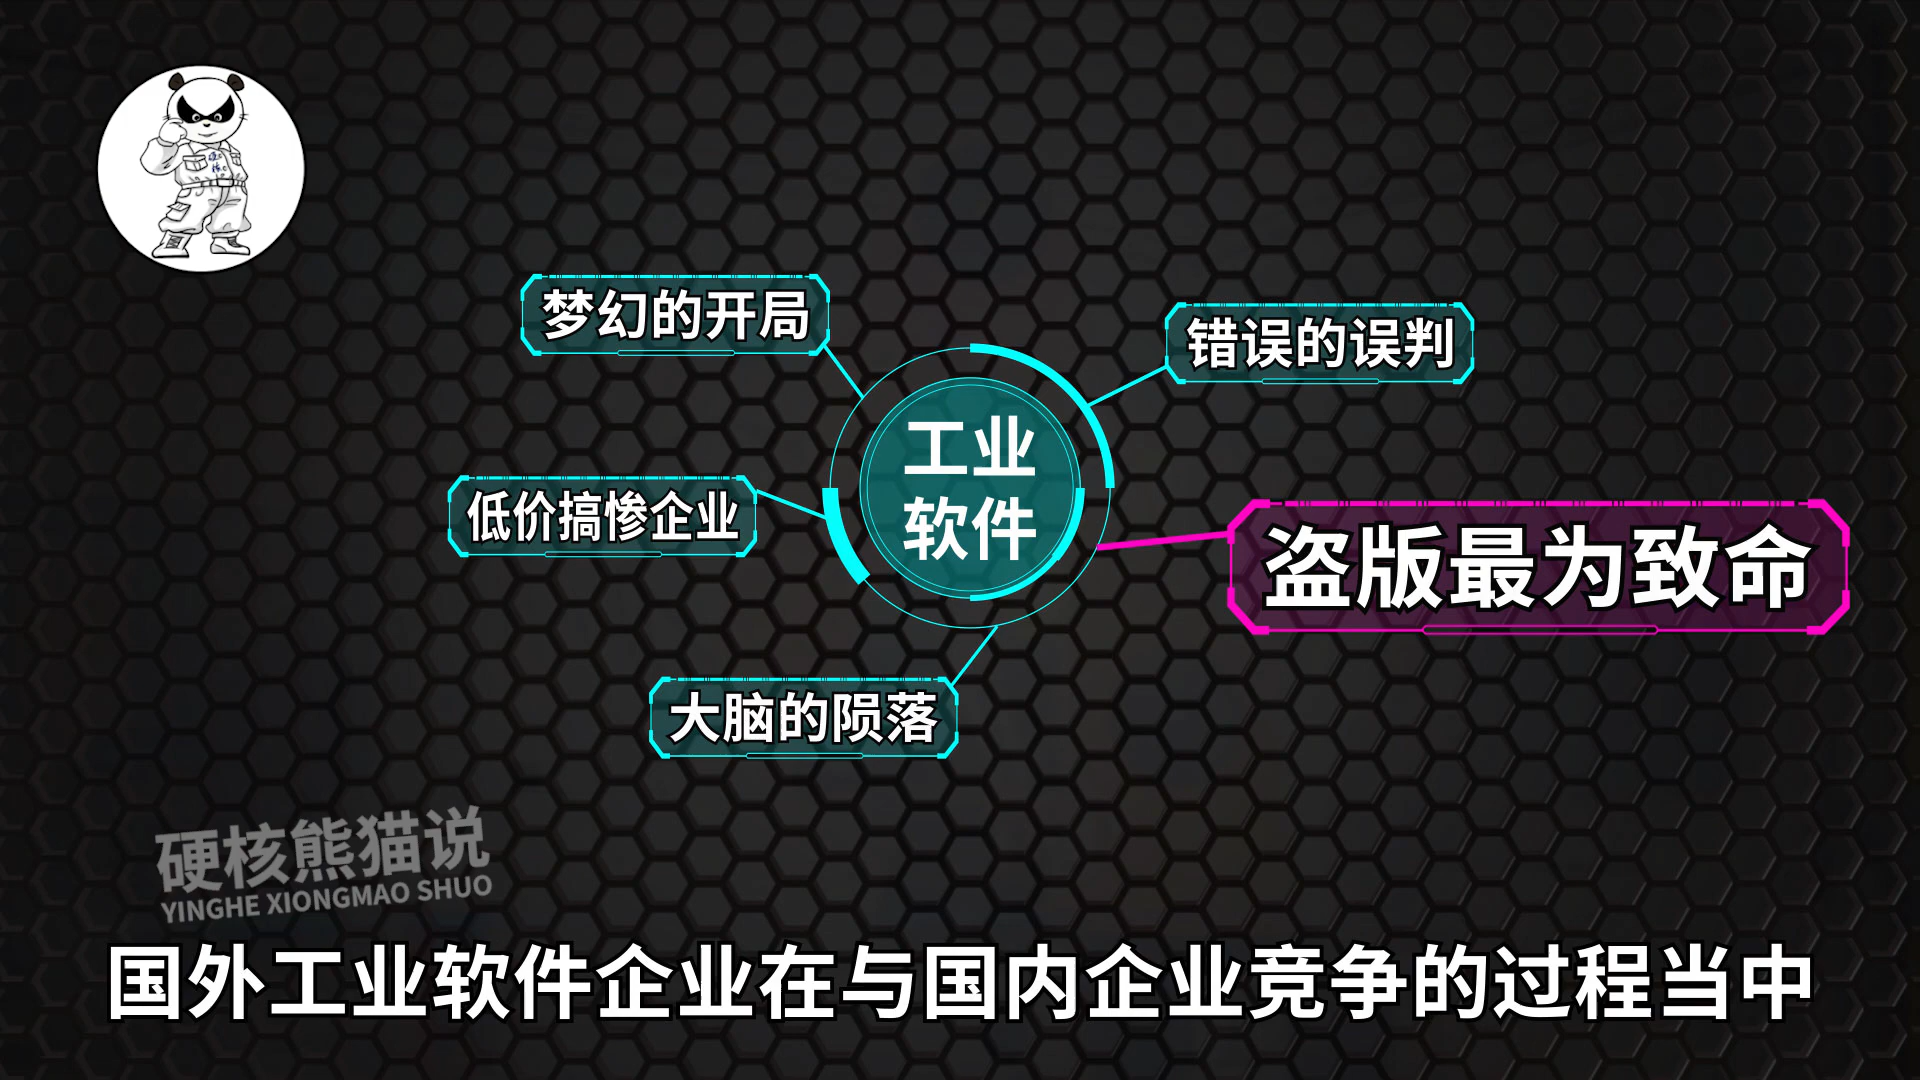 梦幻的开局
错误的误判
工业
软件
低价搞惨企业
盗版最为致命
大脑的陨落
硬核熊猫说
YINGHE XIONGMAO SHUO
国外工业软件企业在与国内企业竞争的过程当中